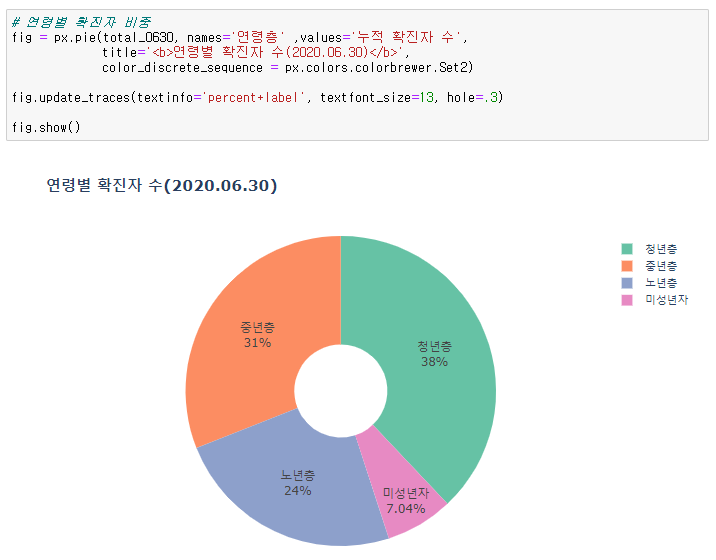 # 연령별 확진자 비중
fig = px.pie(total_0630, names='연령층' ,values='누적 확진자 수',
title='<b>연령별 확진자 수(2020.06.30)</b>',
color_discrete_sequence = px.colors.colorbrewer.Set2)
fig.update_traces(textinfo='percent+label', textfont_size=13, hole=.3)
fig.show()
연령별 확진자 수(2020.06.30)
청년층
중년층
노년층
미성년자
중년층
31%
청년층
38%
노년층
24%
미성년자
7.04%